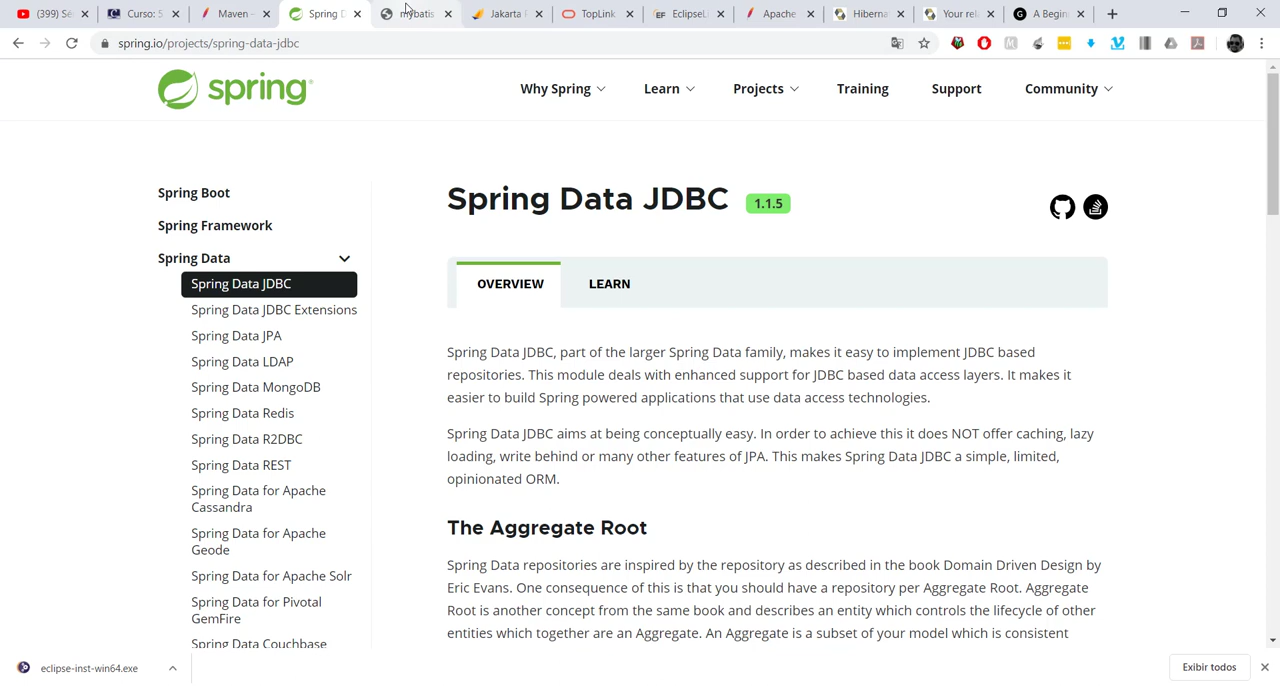 (399) Sé
Curso: S
Maven –
Spring D
mybatis
Jakarta P
TopLink
EclipseLi
Apache
Hiberna
Your rel
A Begin
spring.io/projects/spring-data-jdbc
spring
Why Spring
Learn
Projects
Training
Support
Community
Spring Boot
Spring Framework
Spring Data
Spring Data JDBC
Spring Data JDBC Extensions
Spring Data JPA
Spring Data LDAP
Spring Data MongoDB
Spring Data Redis
Spring Data R2DBC
Spring Data REST
Spring Data for Apache
Cassandra
Spring Data for Apache
Geode
Spring Data for Apache Solr
Spring Data for Pivotal
GemFire
Spring Data Couchbase
Spring Data JDBC 1.1.5
OVERVIEW
LEARN
Spring Data JDBC, part of the larger Spring Data family, makes it easy to implement JDBC based
repositories. This module deals with enhanced support for JDBC based data access layers. It makes it
easier to build Spring powered applications that use data access technologies.
Spring Data JDBC aims at being conceptually easy. In order to achieve this it does NOT offer caching, lazy
loading, write behind or many other features of JPA. This makes Spring Data JDBC a simple, limited,
opinionated ORM.
The Aggregate Root
Spring Data repositories are inspired by the repository as described in the book Domain Driven Design by
Eric Evans. One consequence of this is that you should have a repository per Aggregate Root. Aggregate
Root is another concept from the same book and describes an entity which controls the lifecycle of other
entities which together are an Aggregate. An Aggregate is a subset of your model which is consistent
eclipse-inst-win64.exe
Exibir todos